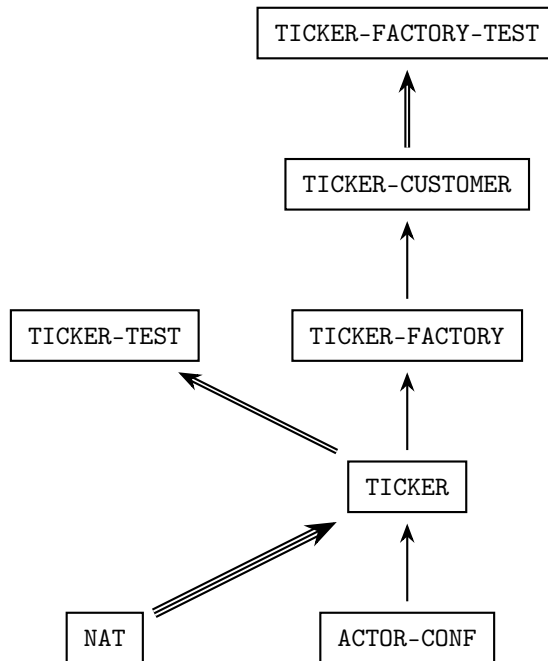 TICKER-FACTORY-TEST
TICKER-CUSTOMER
TICKER-TEST
TICKER-FACTORY
TICKER
NAT
ACTOR-CONF